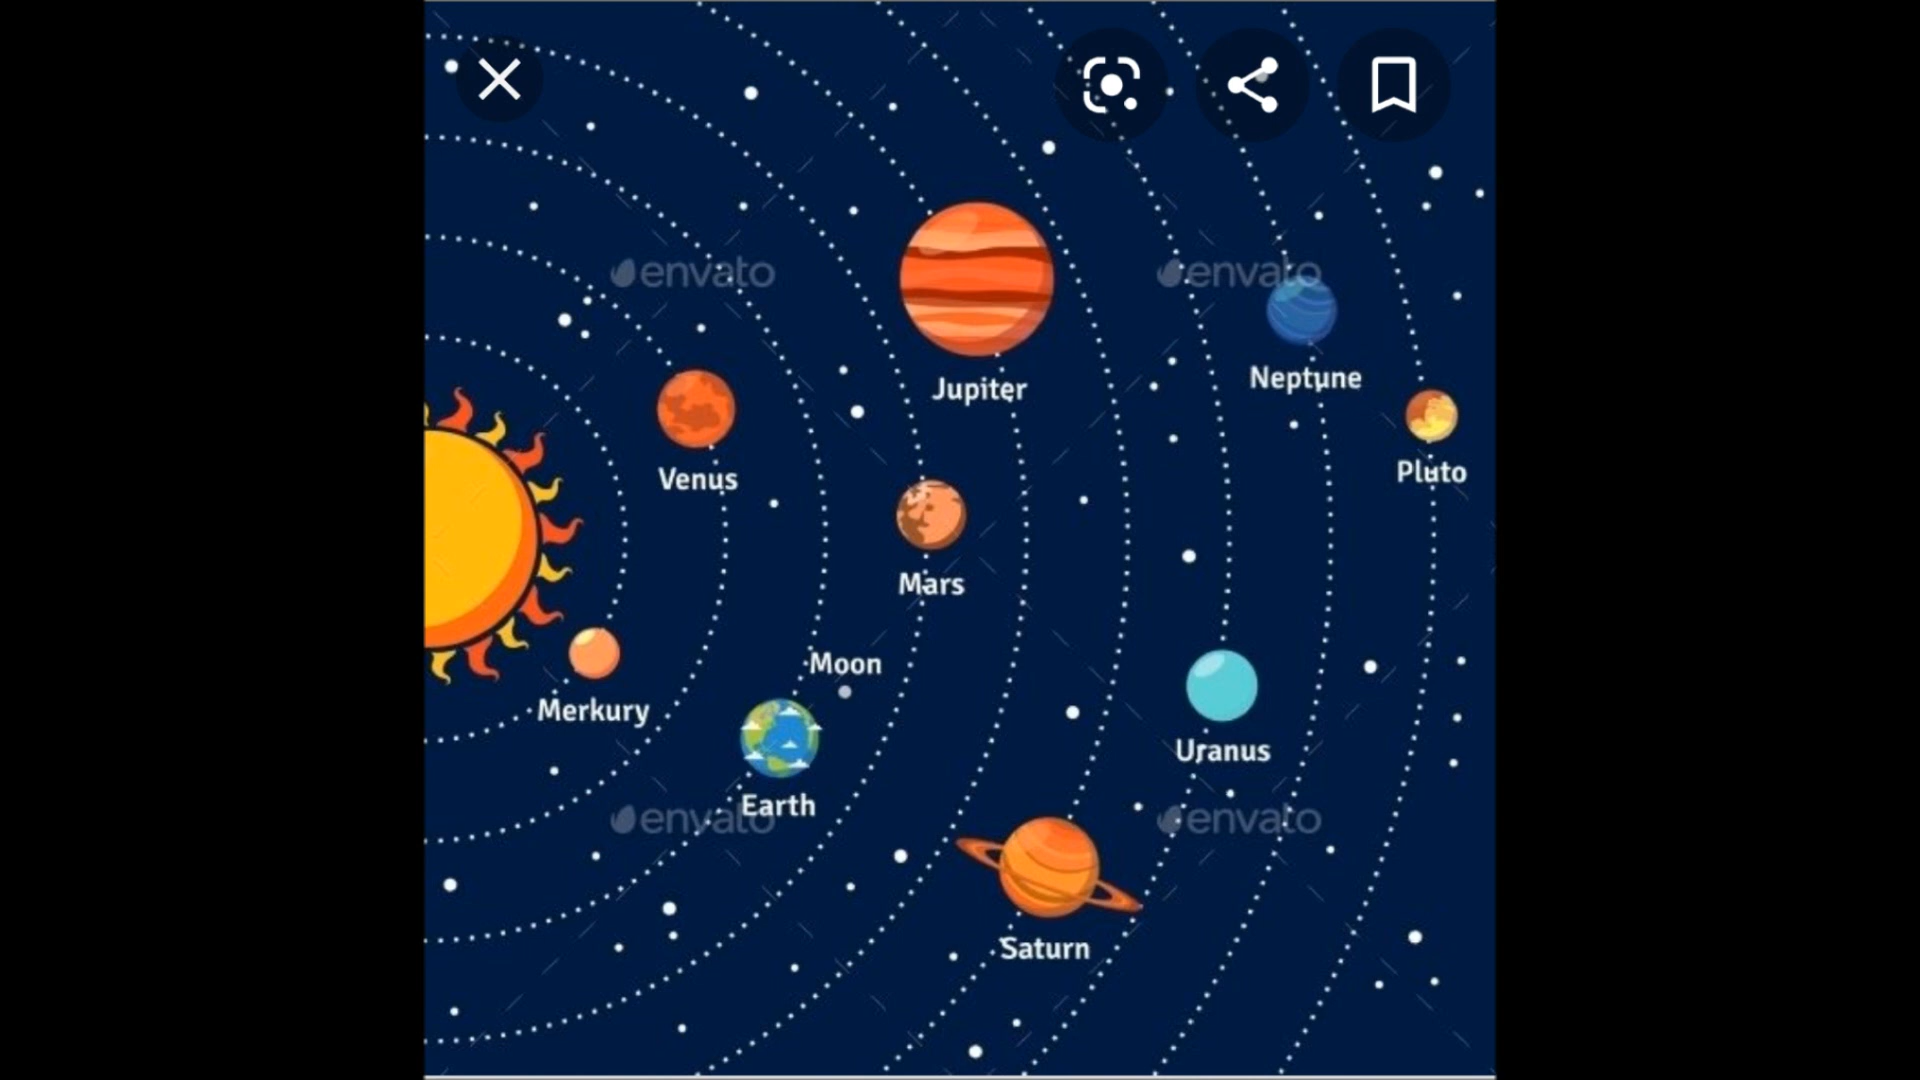 envato
envato
Jupiter
Neptune
Venus
Pluto
Mars
Moon
Merkury
Uranus
Earth
envato
envato
Saturn